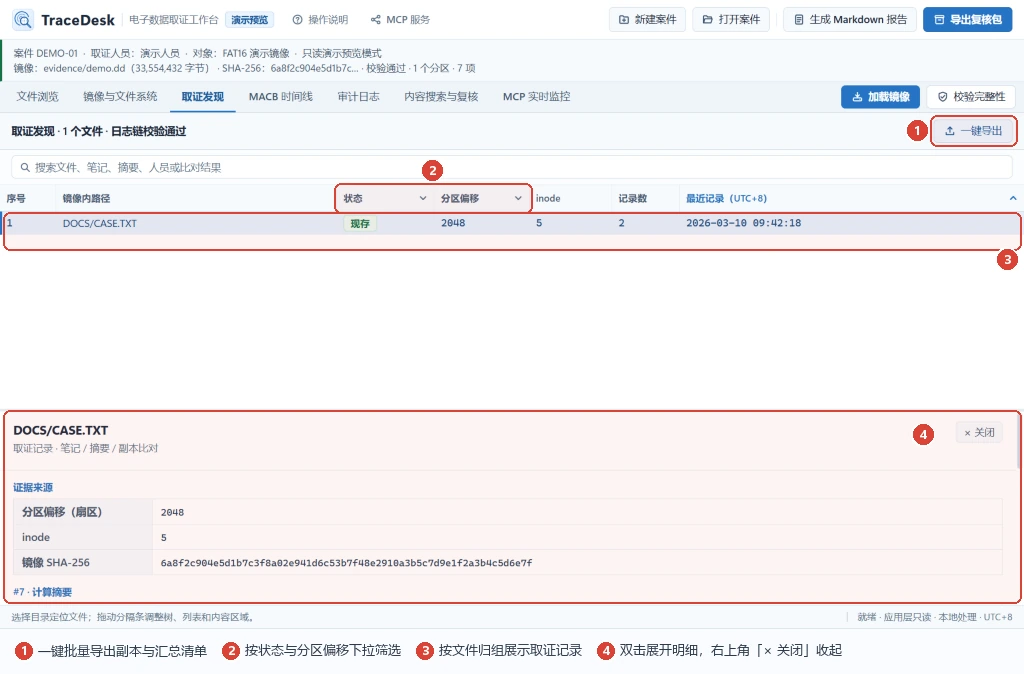 TraceDesk 电子数据取证工作台 演示预览 操作说明 MCP 服务 新建案件 打开案件 生成 Markdown 报告 导出复核包
案件 DEMO-01 · 取证人员：演示人员 · 对象：FAT16 演示镜像 · 只读演示预览模式
镜像：evidence/demo.dd（33,554,432 字节） · SHA-256：6a8f2c904e5d1b7c… · 校验通过 · 1 个分区 · 7 项
文件浏览 镜像与文件系统 取证发现 MACB 时间线 审计日志 内容搜索与复核 MCP 实时监控 加载镜像 校验完整性
取证发现 · 1 个文件 · 日志链校验通过 1 一键导出
搜索文件、笔记、摘要、人员或比对结果
2
序号 镜像内路径 状态 分区偏移 inode 记录数 最近记录（UTC+8）
1 DOCS/CASE.TXT 现存 2048 5 2 2026-03-10 09:42:18
3
DOCS/CASE.TXT 4 × 关闭
取证记录 · 笔记 / 摘要 / 副本比对
证据来源
分区偏移（扇区） 2048
inode 5
镜像 SHA-256 6a8f2c904e5d1b7c3f8a02e941d6c53b7f48e2910a3b5c7d9e1f2a3b4c5d6e7f
#7 · 计算摘要
选择目录定位文件；拖动分隔条调整树、列表和内容区域。 就绪 · 应用层只读 · 本地处理 · UTC+8
1 一键批量导出副本与汇总清单 2 按状态与分区偏移下拉筛选 3 按文件归组展示取证记录 4 双击展开明细，右上角「× 关闭」收起